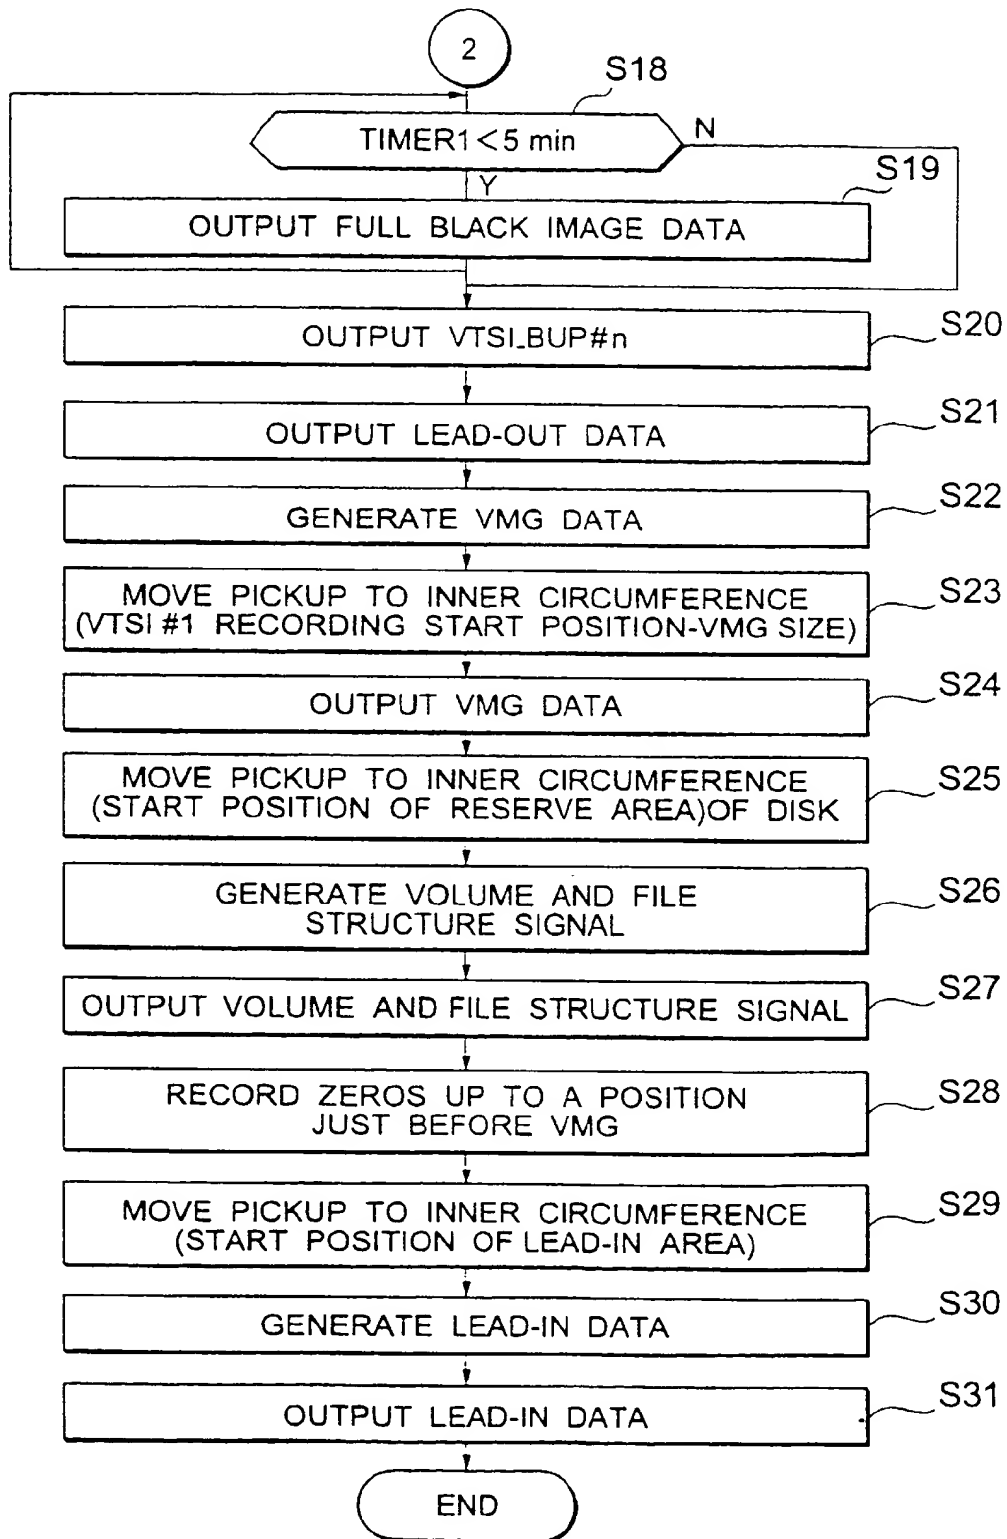 2
S18
TIMER1<5 min
N
Y
S19
OUTPUT FULL BLACK IMAGE DATA
OUTPUT VTSI_BUP#n
S20
OUTPUT LEAD-OUT DATA
S21
GENERATE VMG DATA
S22
MOVE PICKUP TO INNER CIRCUMFERENCE
(VTSI #1 RECORDING START POSITION-VMG SIZE)
S23
OUTPUT VMG DATA
S24
MOVE PICKUP TO INNER CIRCUMFERENCE
(START POSITION OF RESERVE AREA)OF DISK
S25
GENERATE VOLUME AND FILE
STRUCTURE SIGNAL
S26
OUTPUT VOLUME AND FILE STRUCTURE SIGNAL
S27
RECORD ZEROS UP TO A POSITION
JUST BEFORE VMG
S28
MOVE PICKUP TO INNER CIRCUMFERENCE
(START POSITION OF LEAD-IN AREA)
S29
GENERATE LEAD-IN DATA
S30
OUTPUT LEAD-IN DATA
S31
END